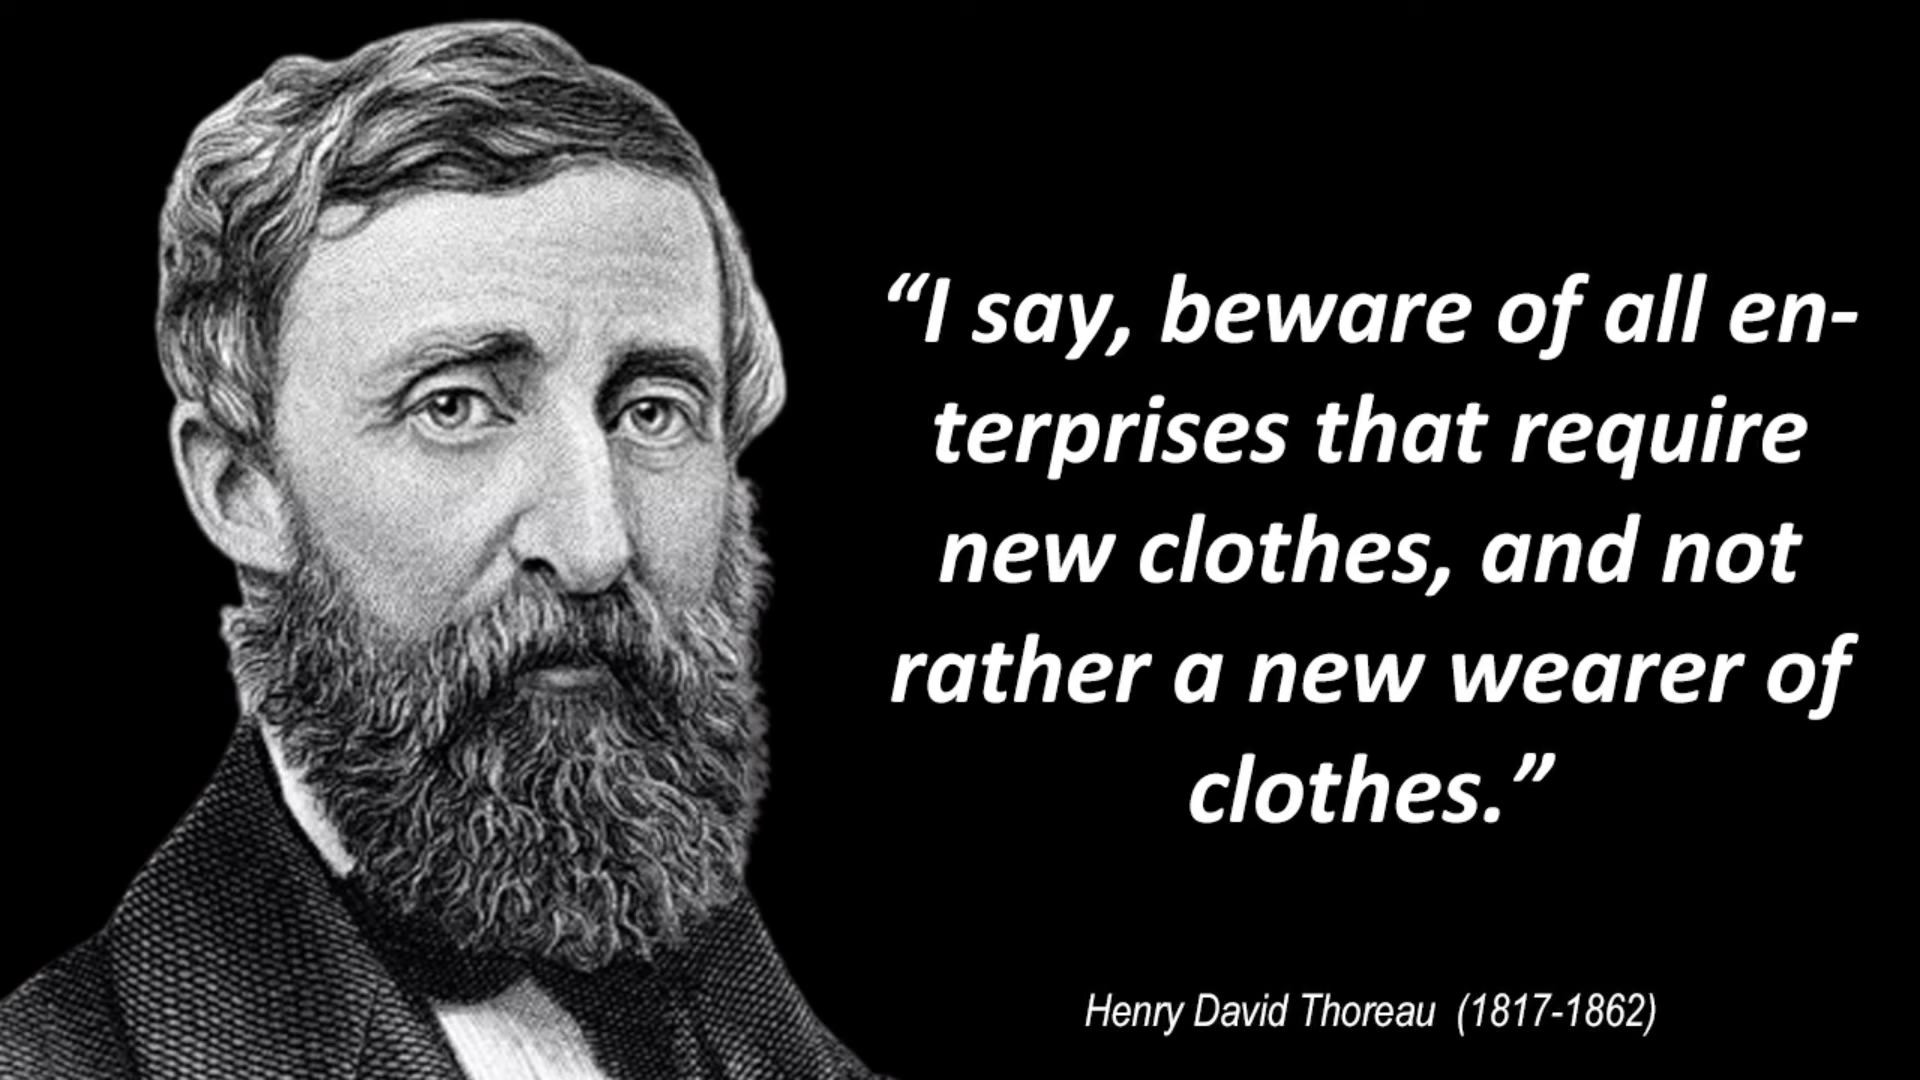 “I say, beware of all en-
terprises that require
new clothes, and not
rather a new wearer of
clothes.”
Henry David Thoreau (1817-1862)